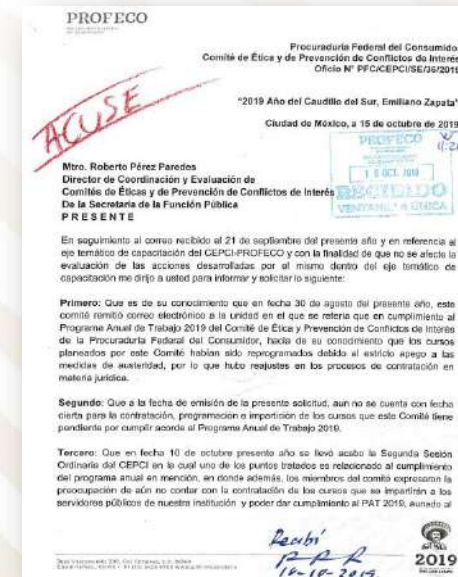 PROFECO
Procuraduría Federal del Consumidor
Comité de Ética y de Prevención de Conflictos de Interés
Oficio N° PFC/CEPCI/SE/36/2019
"2019 Año del Caudillo del Sur, Emiliano Zapata"
Ciudad de México, a 15 de octubre de 2019
ACUSE
PROFECO
16 OCT. 2019
RECIBIDO
VENTANILLA ÚNICA
Mtro. Roberto Pérez Paredes
Director de Coordinación y Evaluación de
Comités de Éticas y de Prevención de Conflictos de Interés
De la Secretaría de la Función Pública
P R E S E N T E
En seguimiento al correo recibido el 21 de septiembre del presente año y en referencia al
eje temático de capacitación del CEPCI-PROFECO y con la finalidad de que no se afecte la
evaluación de las acciones desarrolladas por el mismo dentro del eje temático de
capacitación me dirijo a usted para informar y solicitar lo siguiente:
Primero: Que es de su conocimiento que en fecha 30 de agosto del presente año, este
comité remitió correo electrónico a la unidad en el que se refería que en cumplimiento al
Programa Anual de Trabajo 2019 del Comité de Ética y Prevención de Conflictos de Interés
de la Procuraduría Federal del Consumidor, hacía de su conocimiento que los cursos
planeados por este Comité habían sido reprogramados debido al estricto apego a las
medidas de austeridad, por lo que hubo reajustes en los procesos de contratación en
materia jurídica.
Segundo: Que a la fecha de emisión de la presente solicitud, aun no se cuenta con fecha
cierta para la contratación, programación e impartición de los cursos que este Comité tiene
pendiente por cumplir acorde al Programa Anual de Trabajo 2019.
Tercero: Que en fecha 10 de octubre presente año se llevó acabo la Segunda Sesión
Ordinaria del CEPCI en la cual uno de los puntos tratados es relacionado al cumplimiento
del programa anual en mención, en donde además, los miembros del comité expresaron la
preocupación de aún no contar con la contratación de los cursos que se impartirán a los
servidores públicos de nuestra institución y poder dar cumplimiento al PAT 2019, aunado al
Recibí
16-10-2019
2019